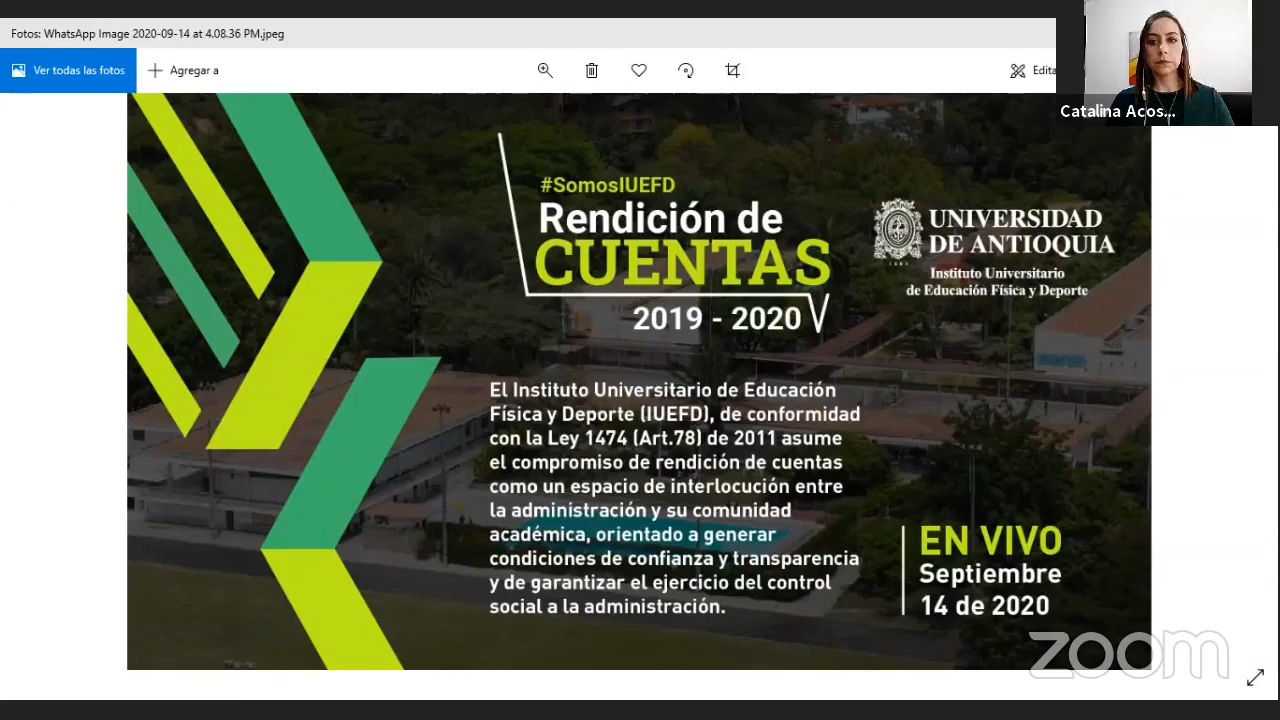 Fotos: WhatsApp Image 2020-09-14 at 4.08.36 PM.jpeg
Ver todas las fotos
Agregar a
Edita
Catalina Acos...
#SomosIUEFD
Rendición de
CUENTAS
2019 - 2020
UNIVERSIDAD
DE ANTIOQUIA
1803
Instituto Universitario
de Educación Física y Deporte
El Instituto Universitario de Educación
Física y Deporte (IUEFD), de conformidad
con la Ley 1474 (Art.78) de 2011 asume
el compromiso de rendición de cuentas
como un espacio de interlocución entre
la administración y su comunidad
académica, orientado a generar
condiciones de confianza y transparencia
y de garantizar el ejercicio del control
social a la administración.
EN VIVO
Septiembre
14 de 2020
zoom